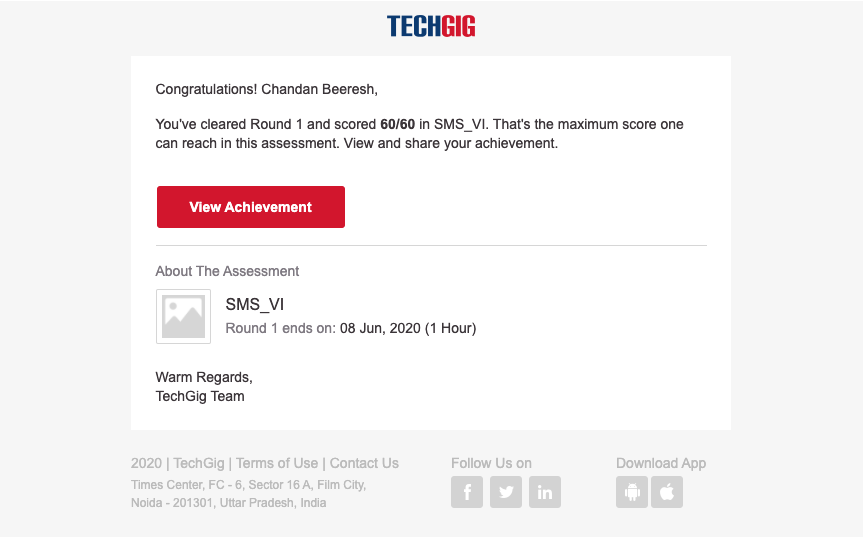 TECHGIG
Congratulations! Chandan Beeresh,
You've cleared Round 1 and scored 60/60 in SMS_VI. That's the maximum score one
can reach in this assessment. View and share your achievement.
View Achievement
About The Assessment
SMS_VI
Round 1 ends on: 08 Jun, 2020 (1 Hour)
Warm Regards,
TechGig Team
2020 | TechGig | Terms of Use | Contact Us
Times Center, FC - 6, Sector 16 A, Film City,
Noida - 201301, Uttar Pradesh, India
Follow Us on
Download App